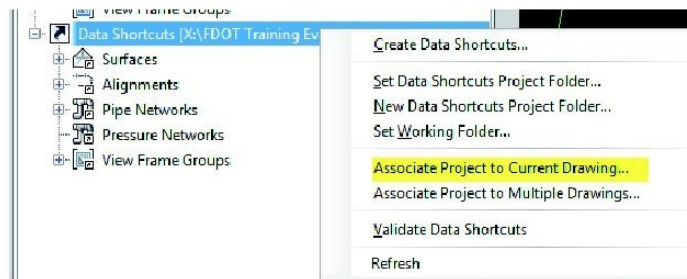 View Frame Groups
Data Shortcuts [X:\FDOT Training Ev
Surfaces
Alignments
Pipe Networks
Pressure Networks
View Frame Groups
Create Data Shortcuts...
Set Data Shortcuts Project Folder...
New Data Shortcuts Project Folder...
Set Working Folder...
Associate Project to Current Drawing...
Associate Project to Multiple Drawings...
Validate Data Shortcuts
Refresh